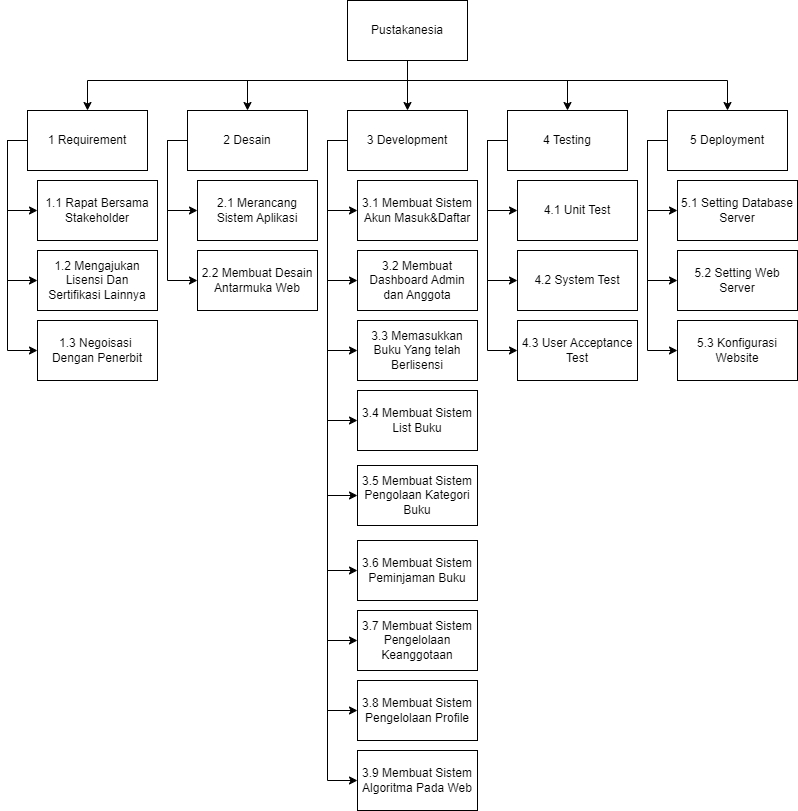 Pustakanesia
1 Requirement
2 Desain
3 Development
4 Testing
5 Deployment
1.1 Rapat Bersama
Stakeholder
1.2 Mengajukan
Lisensi Dan
Sertifikasi Lainnya
1.3 Negoisasi
Dengan Penerbit
2.1 Merancang
Sistem Aplikasi
2.2 Membuat Desain
Antarmuka Web
3.1 Membuat Sistem
Akun Masuk&Daftar
3.2 Membuat
Dashboard Admin
dan Anggota
3.3 Memasukkan
Buku Yang telah
Berlisensi
3.4 Membuat Sistem
List Buku
3.5 Membuat Sistem
Pengolaan Kategori
Buku
3.6 Membuat Sistem
Peminjaman Buku
3.7 Membuat Sistem
Pengelolaan
Keanggotaan
3.8 Membuat Sistem
Pengelolaan Profile
3.9 Membuat Sistem
Algoritma Pada Web
4.1 Unit Test
4.2 System Test
4.3 User Acceptance
Test
5.1 Setting Database
Server
5.2 Setting Web
Server
5.3 Konfigurasi
Website